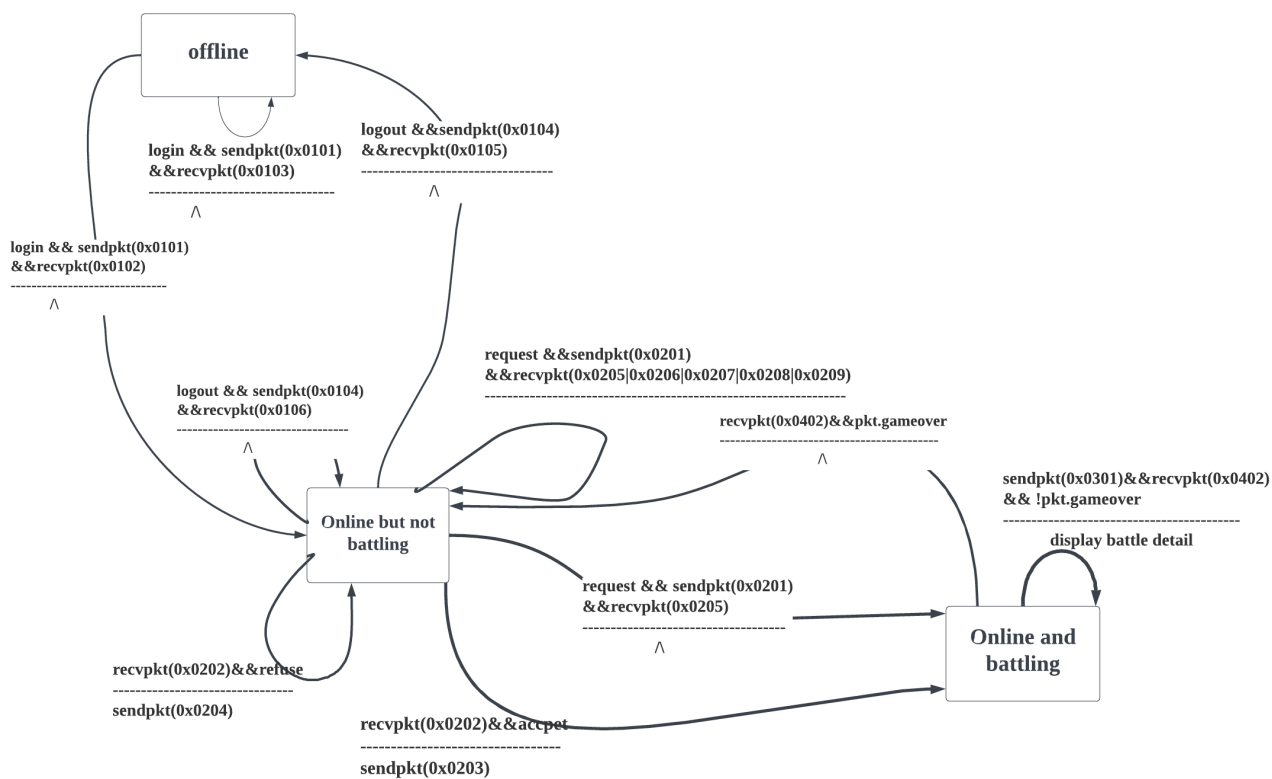 offline
login && sendpkt(0x0101)
&&recvpkt(0x0103)
----------------------------------
/\
logout &&sendpkt(0x0104)
&&recvpkt(0x0105)
-----------------------------------
/\
login && sendpkt(0x0101)
&&recvpkt(0x0102)
----------------------------
/\
request &&sendpkt(0x0201)
&&recvpkt(0x0205|0x0206|0x0207|0x0208|0x0209)
------------------------------------------------------------------
logout && sendpkt(0x0104)
&&recvpkt(0x0106)
-------------------------------
/\
recvpkt(0x0402)&&pkt.gameover
----------------------------------------
/\
sendpkt(0x0301)&&recvpkt(0x0402)
&& !pkt.gameover
-------------------------------------------
display battle detail
Online but not
battling
request && sendpkt(0x0201)
&&recvpkt(0x0205)
-------------------------------------
/\
Online and
battling
recvpkt(0x0202)&&refuse
---------------------------------
sendpkt(0x0204)
recvpkt(0x0202)&&accpet
------------------------------------
sendpkt(0x0203)